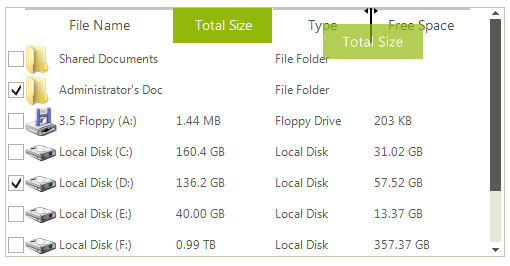 File Name Total Size Type Free Space
Total Size
Shared Documents File Folder
Administrator's Doc File Folder
3.5 Floppy (A:) 1.44 MB Floppy Drive 203 KB
Local Disk (C:) 160.4 GB Local Disk 31.02 GB
Local Disk (D:) 136.2 GB Local Disk 57.52 GB
Local Disk (E:) 40.00 GB Local Disk 13.37 GB
Local Disk (F:) 0.99 TB Local Disk 357.37 GB